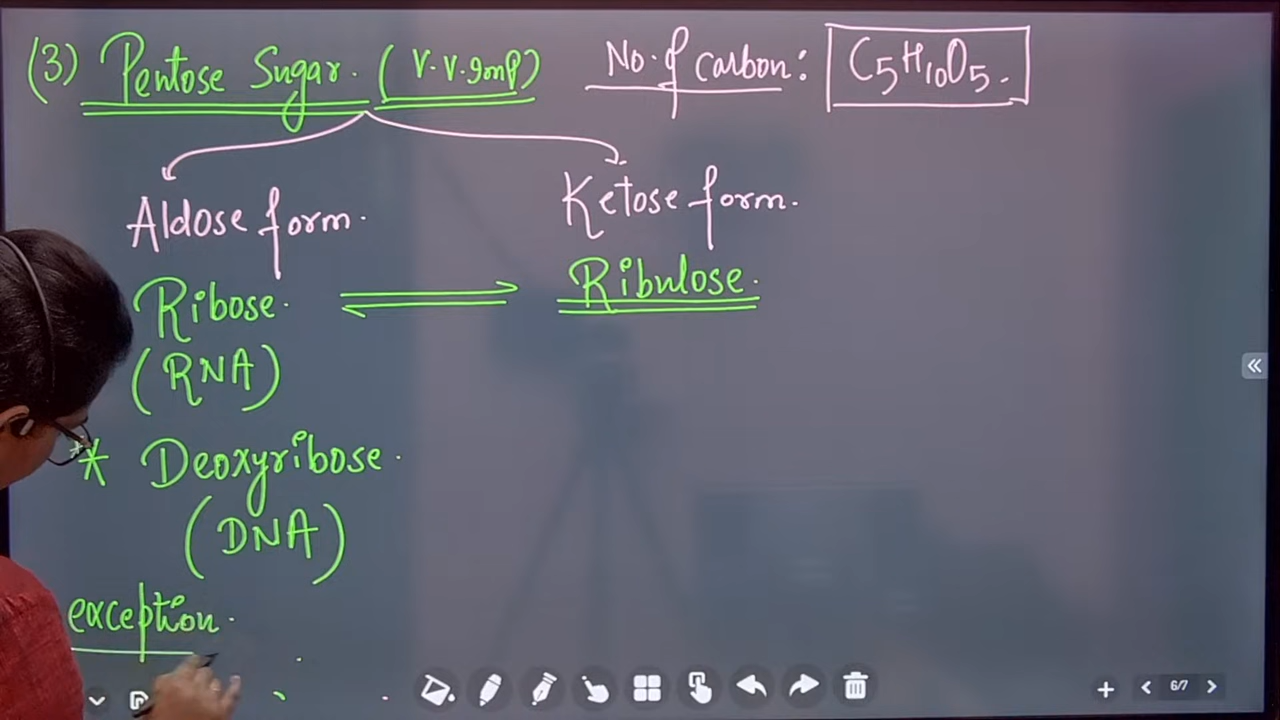 (3) Pentose Sugar. (V.V.Imp) No. of carbon: C5H10O5.
Aldose form. Ketose form.
Ribose. ⇌ Ribulose.
(RNA)
** Deoxyribose.
(DNA)
exception.
6/7